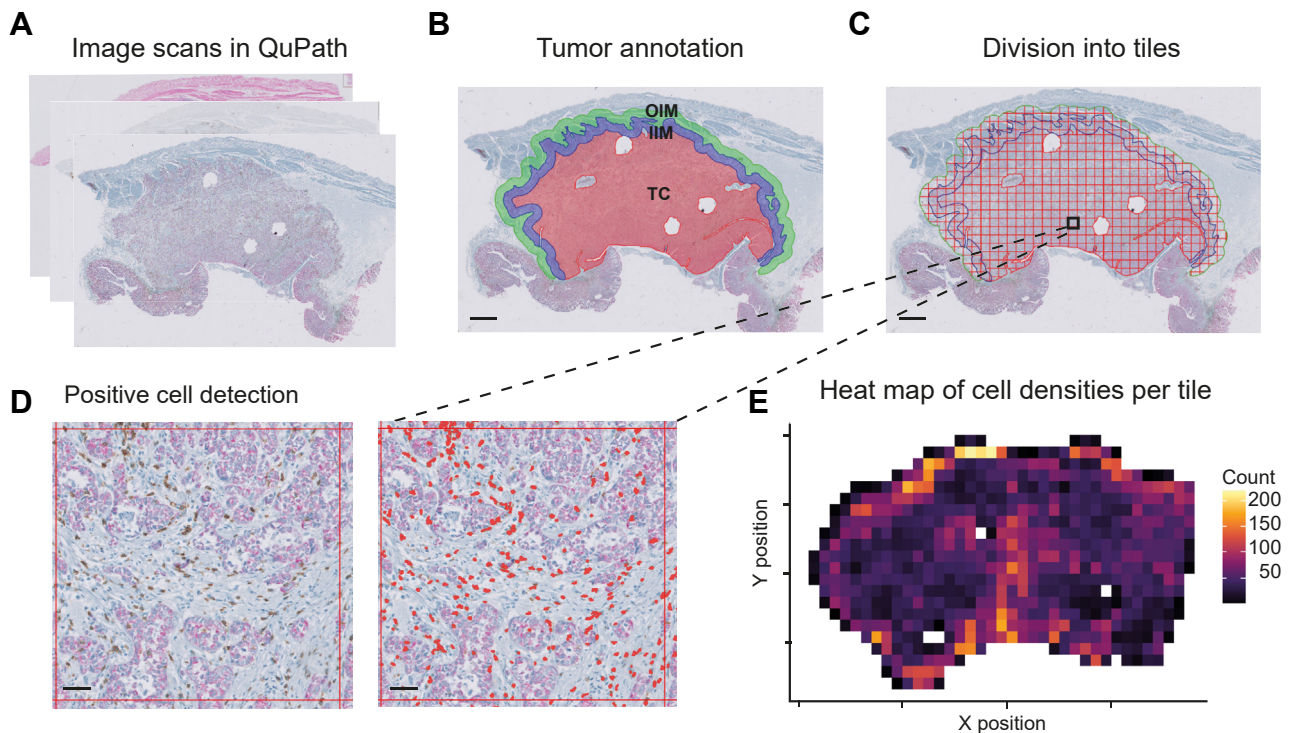 A
Image scans in QuPath
B
Tumor annotation
OIM
IIM
TC
C
Division into tiles
D
Positive cell detection
E
Heat map of cell densities per tile
Y position
X position
Count
200
150
100
50